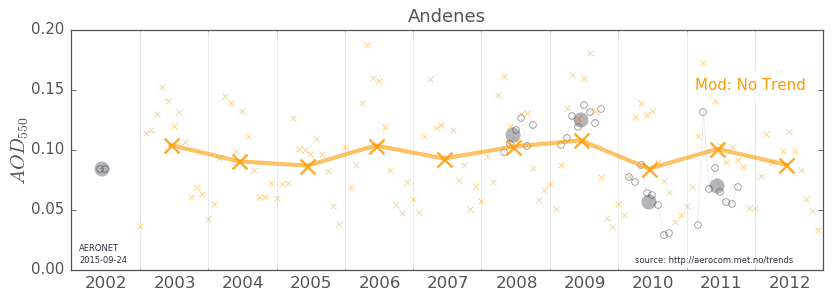 Andenes
0.20
0.15
0.10
0.05
0.00
AOD550
Mod: No Trend
AERONET
2015-09-24
source: http://aerocom.met.no/trends
2002 2003 2004 2005 2006 2007 2008 2009 2010 2011 2012